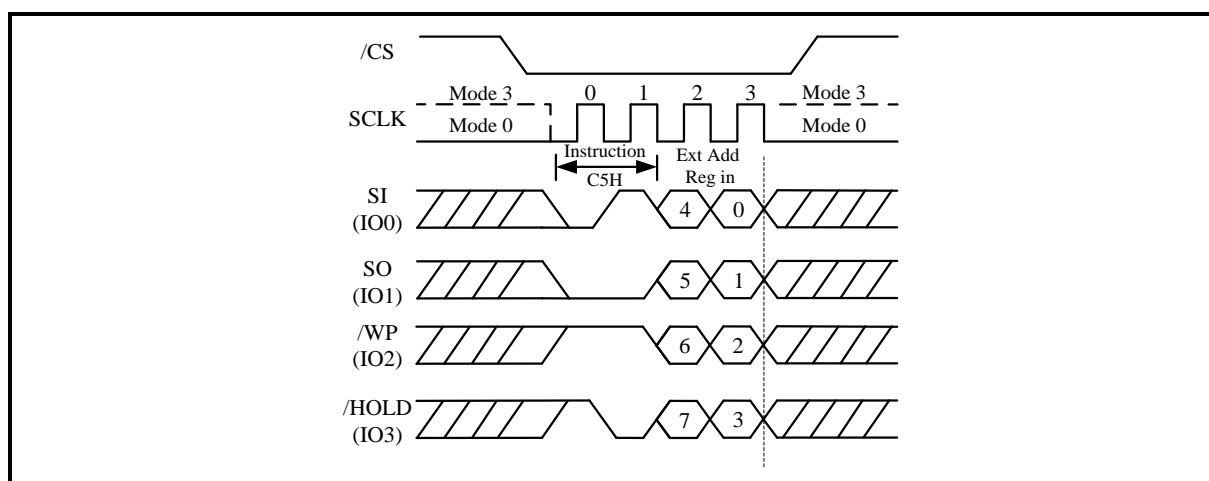 /CS
Mode 3 0 1 2 3 Mode 3
SCLK
Mode 0 Mode 0
Instruction Ext Add
C5H Reg in
SI
(IO0) 4 0
SO
(IO1) 5 1
/WP
(IO2) 6 2
/HOLD
(IO3) 7 3